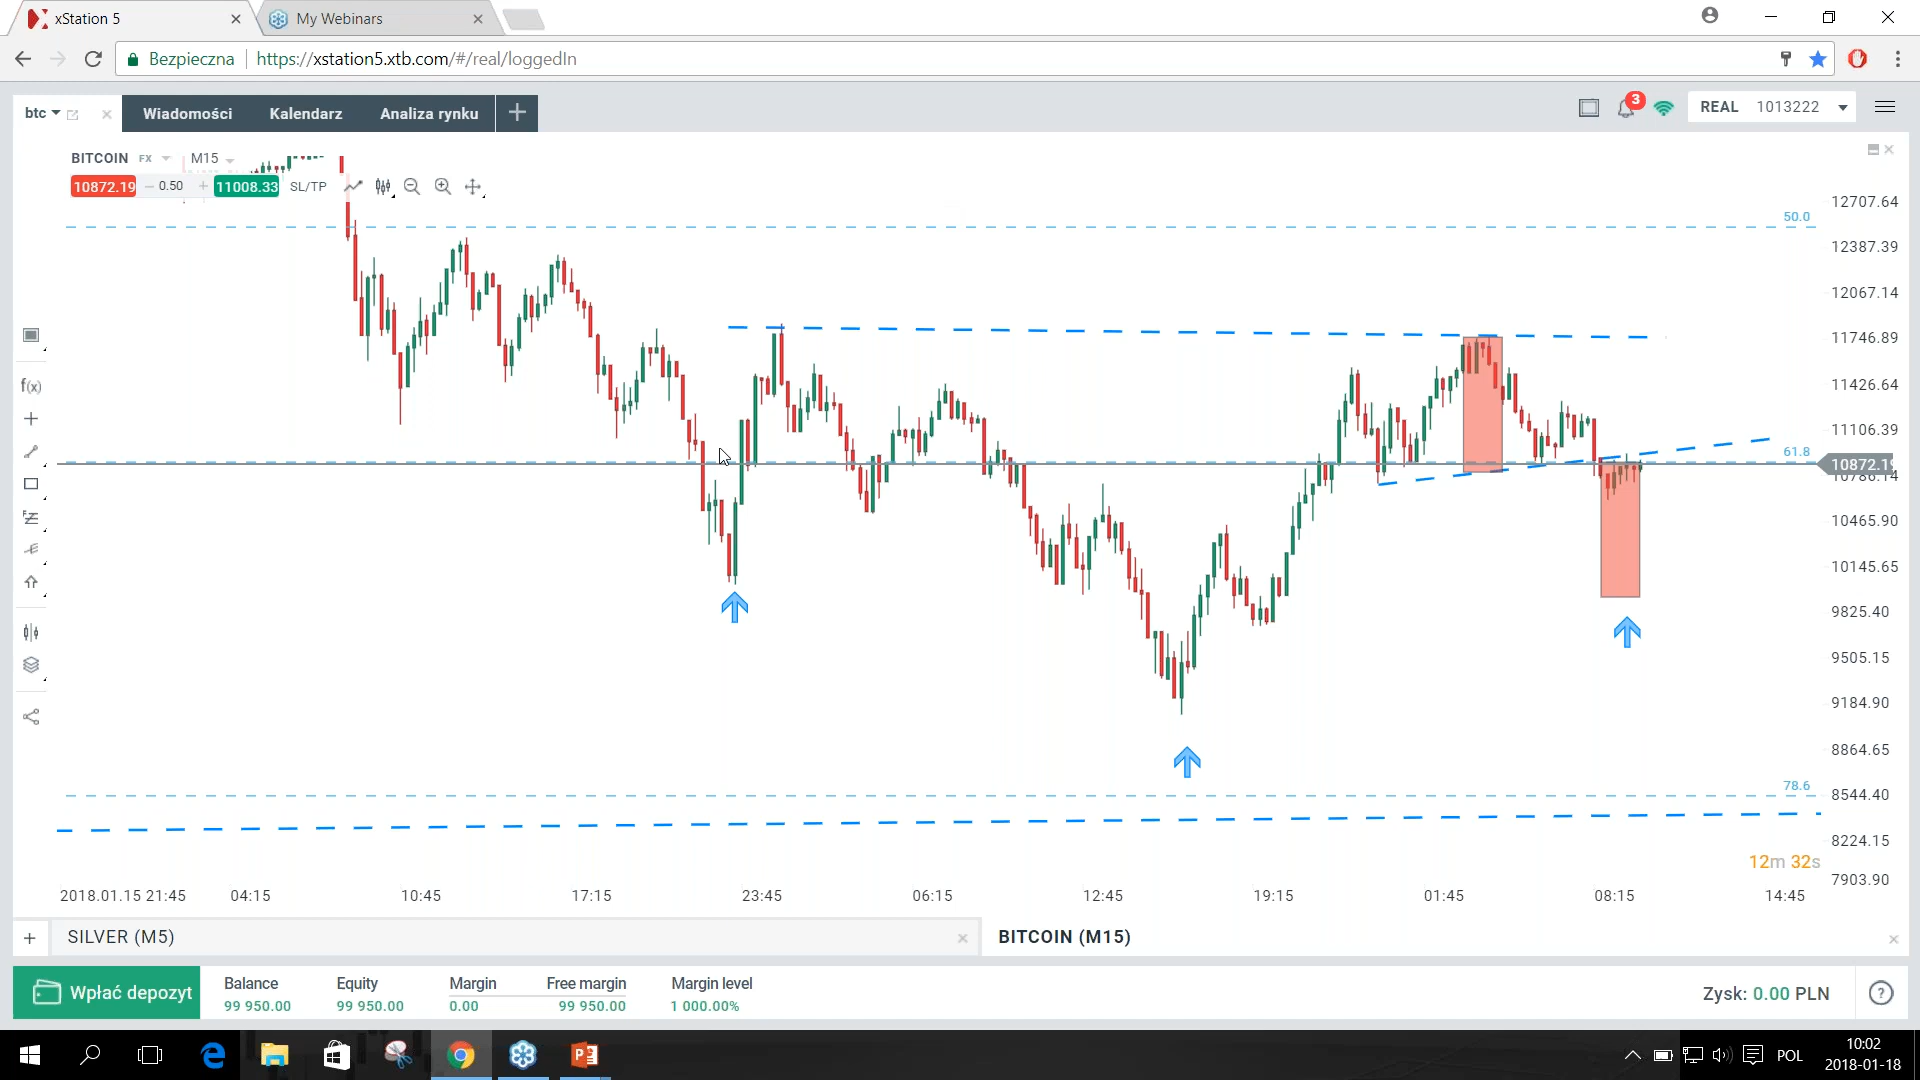 xStation 5
My Webinars
Bezpieczna https://xstation5.xtb.com/#/real/loggedIn
btc Wiadomości Kalendarz Analiza rynku
3 REAL 1013222
BITCOIN FX M15
10872.19 0.50 11008.33 SL/TP
12707.64
50.0
12387.39
12067.14
11746.89
f(x)
11426.64
11106.39
61.8
10872.19
10786.14
10465.90
10145.65
9825.40
9505.15
9184.90
8864.65
78.6
8544.40
8224.15
12m 32s
7903.90
2018.01.15 21:45 04:15 10:45 17:15 23:45 06:15 12:45 19:15 01:45 08:15 14:45
SILVER (M5) BITCOIN (M15)
Wpłać depozyt
Balance Equity Margin Free margin Margin level
99 950.00 99 950.00 0.00 99 950.00 1 000.00%
Zysk: 0.00 PLN
POL
10:02
2018-01-18